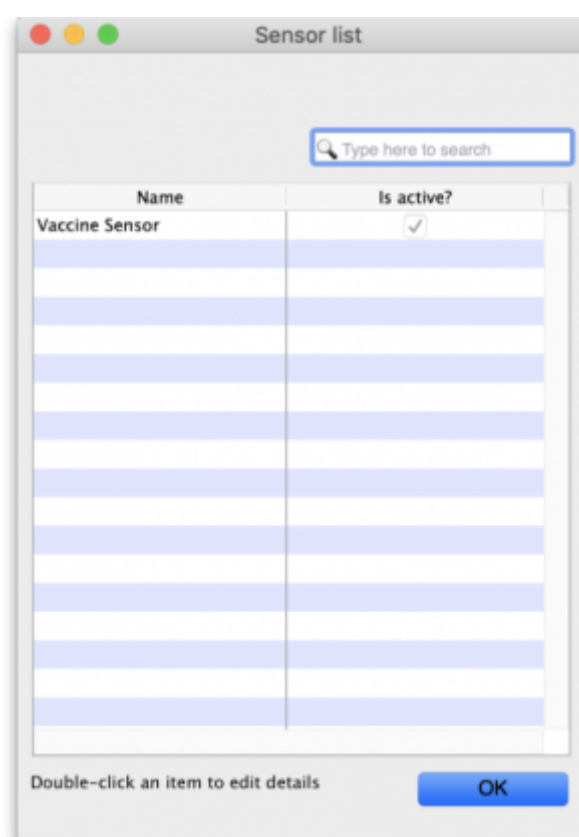 Sensor list
Type here to search
Name Is active?
Vaccine Sensor
Double-click an item to edit details
OK